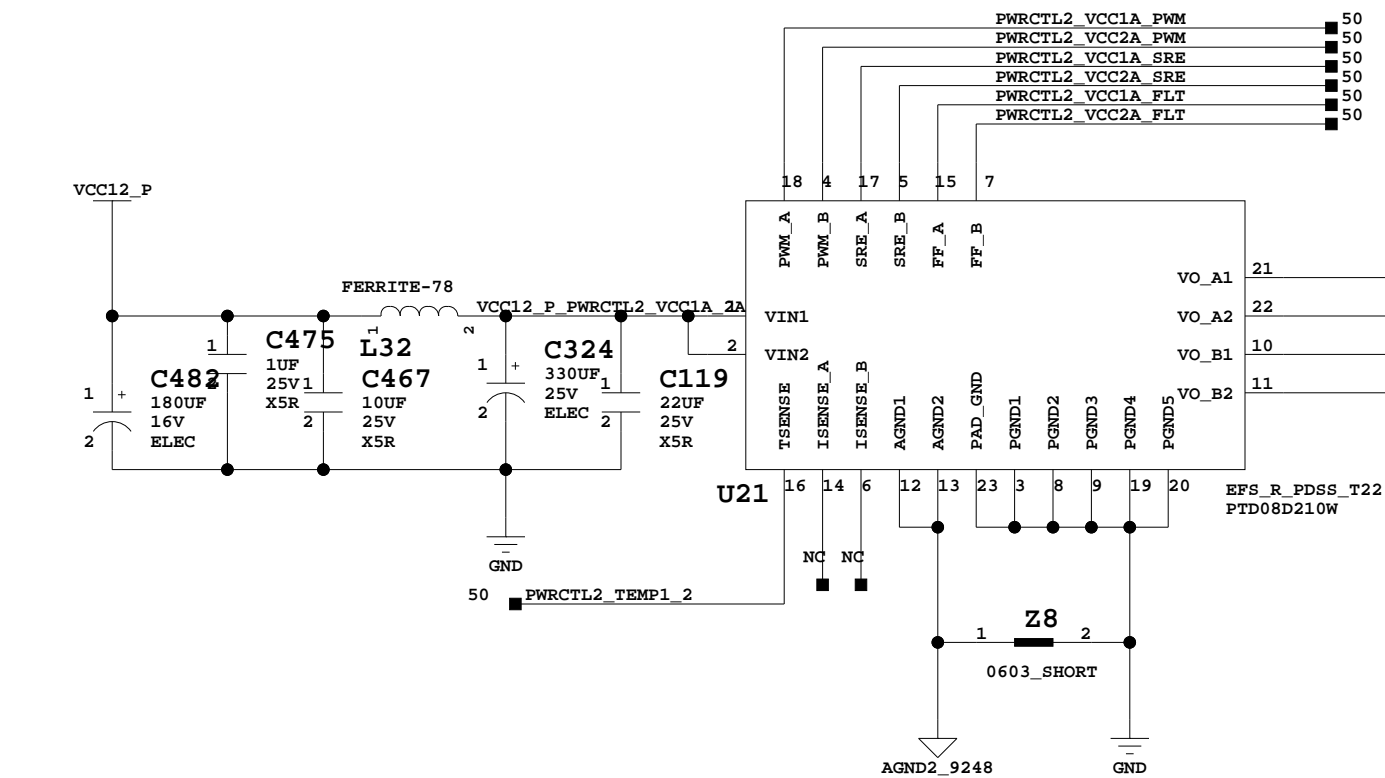 PWRCTL2_VCC1A_PWM 50
PWRCTL2_VCC2A_PWM 50
PWRCTL2_VCC1A_SRE 50
PWRCTL2_VCC2A_SRE 50
PWRCTL2_VCC1A_FLT 50
PWRCTL2_VCC2A_FLT 50
18 4 17 5 15 7
VCC12_P
PWM_A PWM_B SRE_A SRE_B FF_A FF_B
FERRITE-78
1 2
L32
VCC12_P_PWRCTL2_VCC1A_2A
1 VIN1
2 VIN2
VO_A1 21
VO_A2 22
VO_B1 10
VO_B2 11
1 2
C482
180UF
16V
ELEC
+
1 2
C475
1UF
25V
X5R
1 2
C467
10UF
25V
X5R
1 2
C324
330UF
25V
ELEC
+
1 2
C119
22UF
25V
X5R
TSENSE ISENSE_A ISENSE_B AGND1 AGND2 PAD_GND PGND1 PGND2 PGND3 PGND4 PGND5
U21
16 14 6 12 13 23 3 8 9 19 20
EFS_R_PDSS_T22
PTD08D210W
GND
NC NC
50 PWRCTL2_TEMP1_2
Z8
1 2
0603_SHORT
AGND2_9248
GND